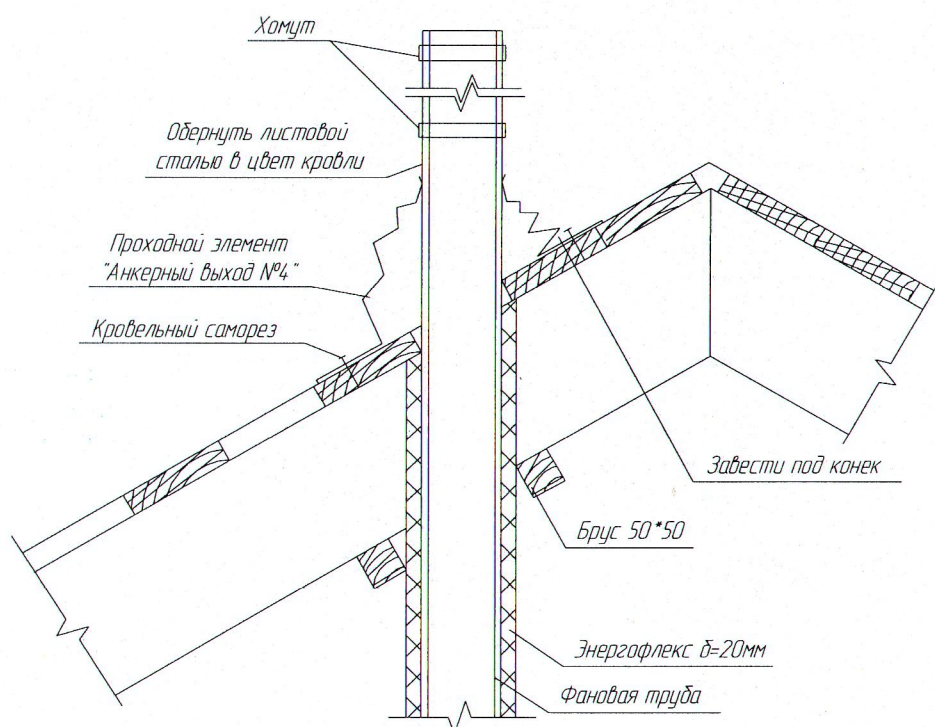 Хомут
Обернуть листовой
сталью в цвет кровли
Проходной элемент
"Анкерный выход №4"
Кровельный саморез
Завести под конек
Брус 50*50
Энергофлекс δ=20мм
Фановая труба